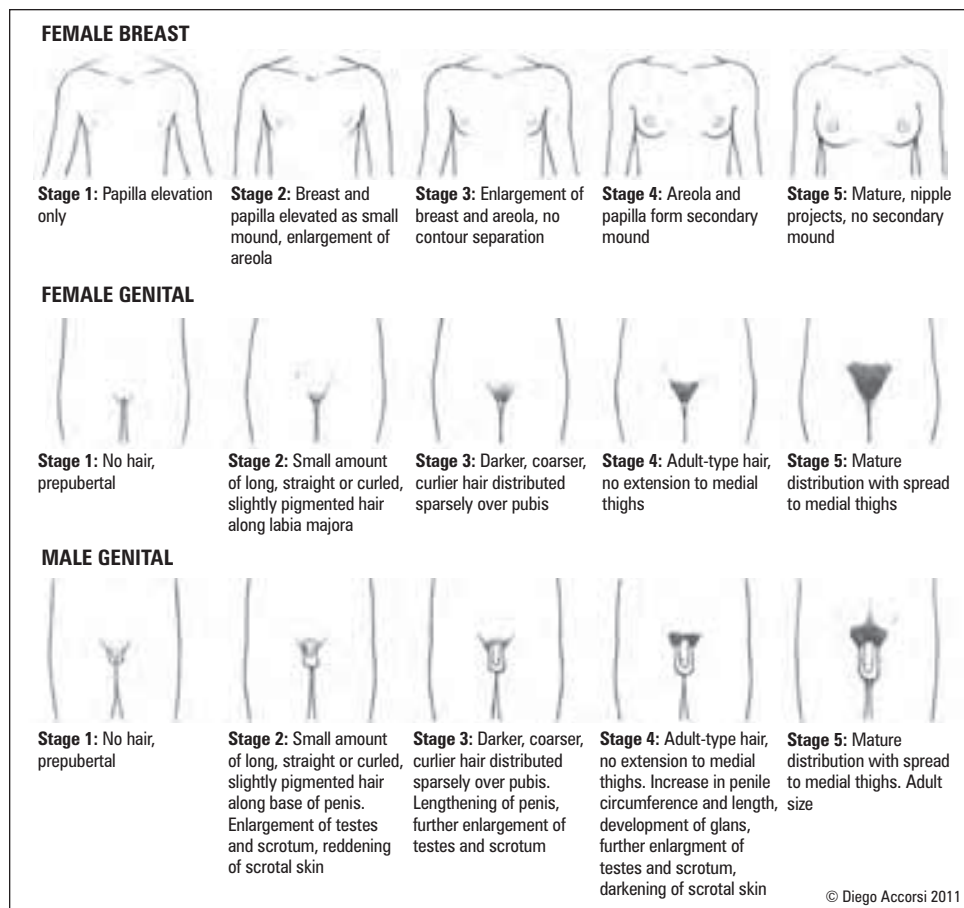 FEMALE BREAST
Stage 1: Papilla elevation
only
Stage 2: Breast and
papilla elevated as small
mound, enlargement of
areola
Stage 3: Enlargement of
breast and areola, no
contour separation
Stage 4: Areola and
papilla form secondary
mound
Stage 5: Mature, nipple
projects, no secondary
mound
FEMALE GENITAL
Stage 1: No hair,
prepubertal
Stage 2: Small amount
of long, straight or curled,
slightly pigmented hair
along labia majora
Stage 3: Darker, coarser,
curlier hair distributed
sparsely over pubis
Stage 4: Adult-type hair,
no extension to medial
thighs
Stage 5: Mature
distribution with spread
to medial thighs
MALE GENITAL
Stage 1: No hair,
prepubertal
Stage 2: Small amount
of long, straight or curled,
slightly pigmented hair
along base of penis.
Enlargement of testes
and scrotum, reddening
of scrotal skin
Stage 3: Darker, coarser,
curlier hair distributed
sparsely over pubis.
Lengthening of penis,
further enlargement of
testes and scrotum
Stage 4: Adult-type hair,
no extension to medial
thighs. Increase in penile
circumference and length,
development of glans,
further enlargment of
testes and scrotum,
darkening of scrotal skin
Stage 5: Mature
distribution with spread
to medial thighs. Adult
size
© Diego Accorsi 2011